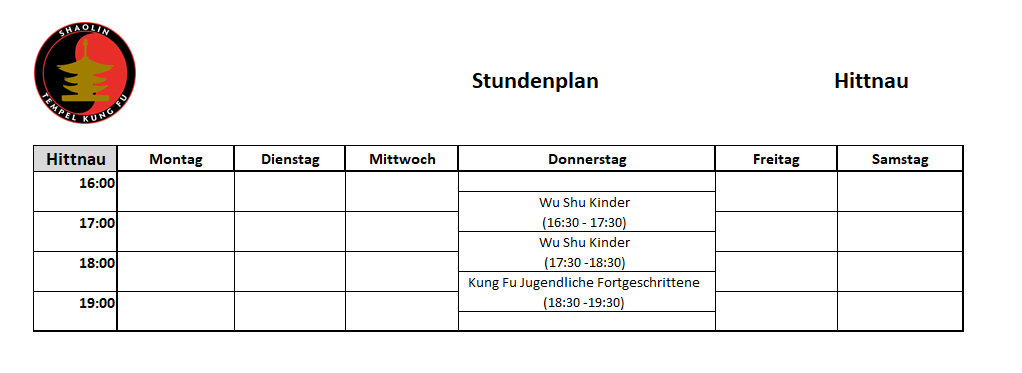 SHAOLIN
TEMPEL KUNG FU
Stundenplan Hittnau
Hittnau Montag Dienstag Mittwoch Donnerstag Freitag Samstag
16:00
Wu Shu Kinder
17:00 (16:30 - 17:30)
Wu Shu Kinder
18:00 (17:30 -18:30)
Kung Fu Jugendliche Fortgeschrittene
19:00 (18:30 -19:30)